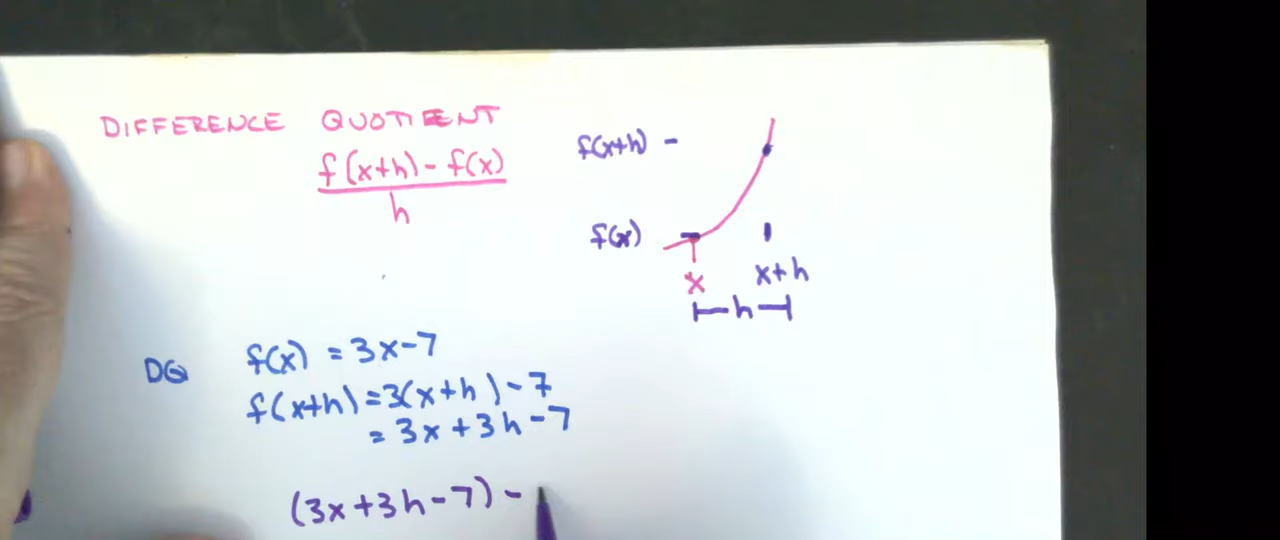 DIFFERENCE QUOTIENT
f(x+h) - f(x)
h
f(x+h) -
f(x)
x
x+h
h
DQ
f(x) = 3x-7
f(x+h) = 3(x+h) - 7
= 3x + 3h - 7
(3x+3h-7) -